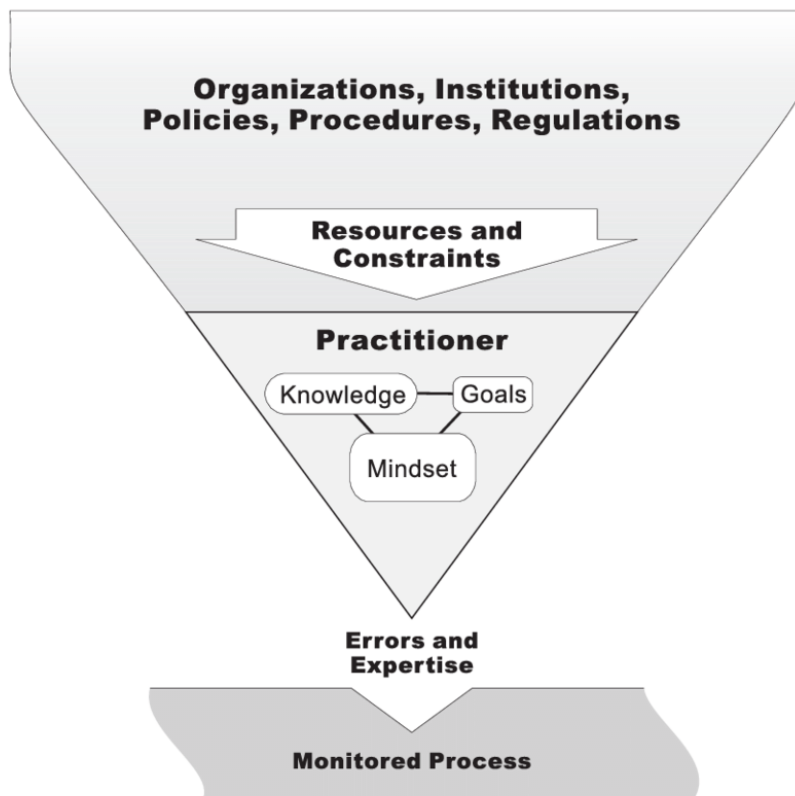 Organizations, Institutions,
Policies, Procedures, Regulations
Resources and
Constraints
Practitioner
Knowledge
Goals
Mindset
Errors and
Expertise
Monitored Process